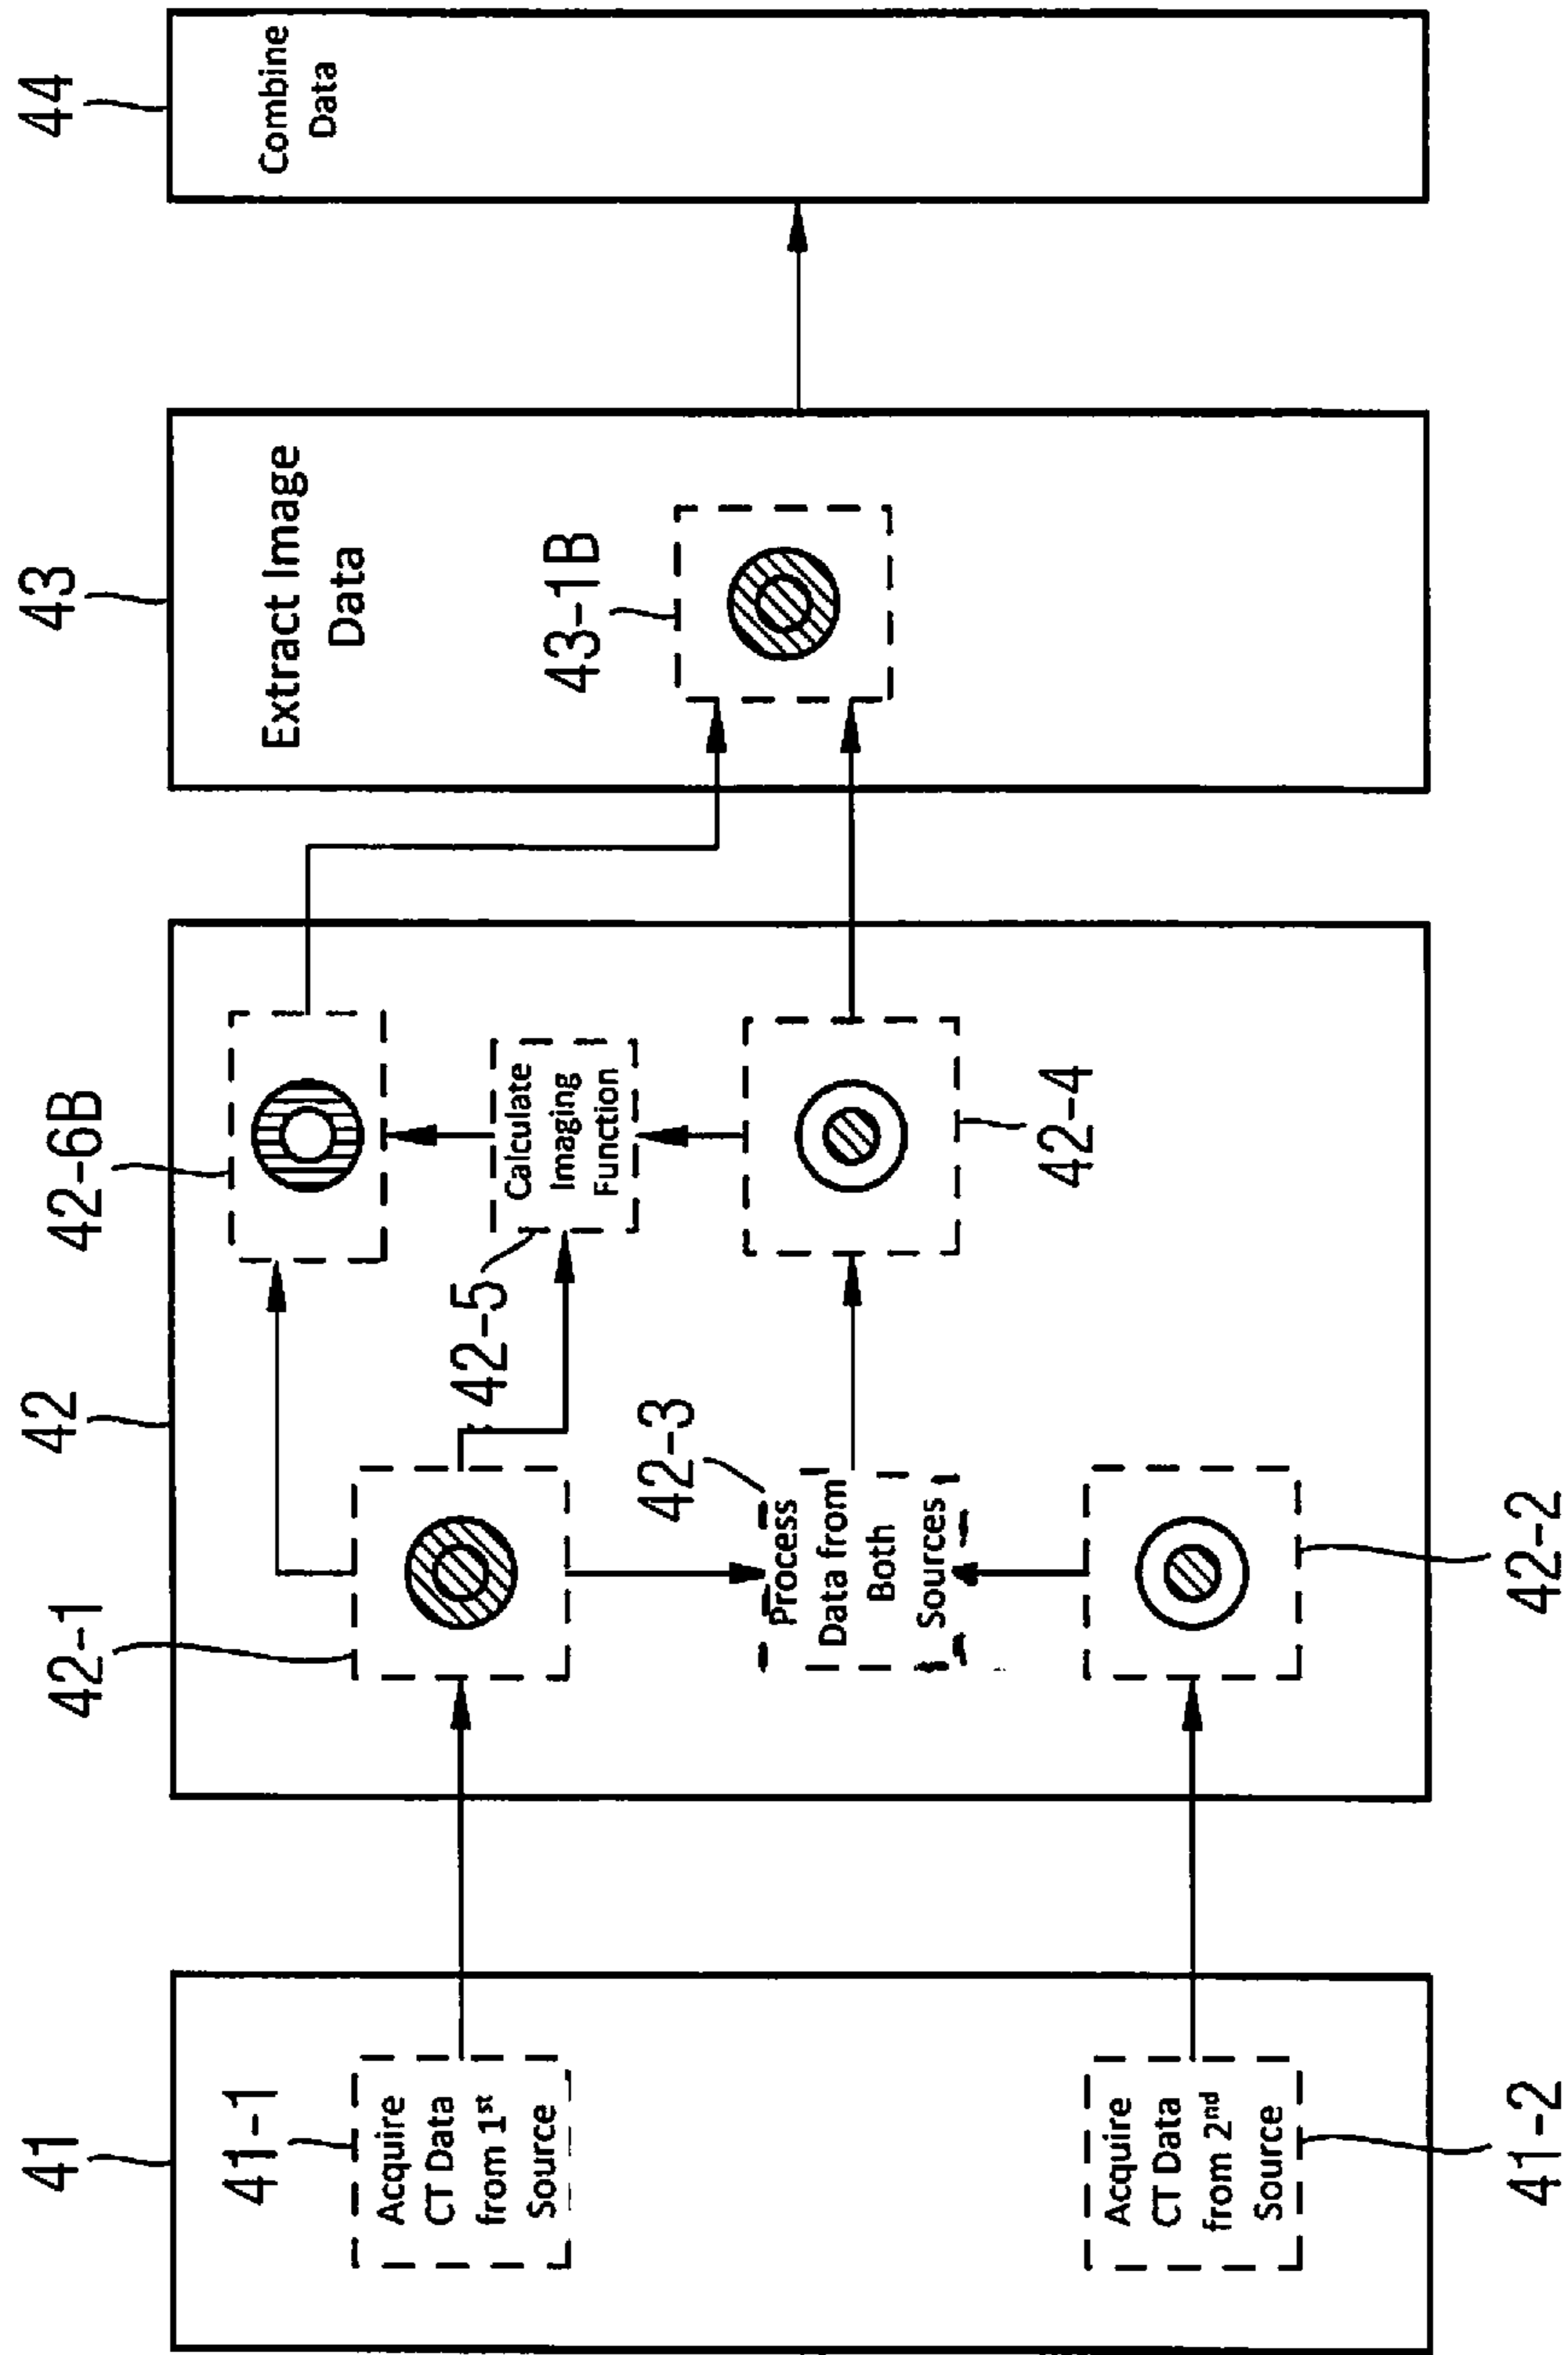 41
41-1
Acquire
CT Data
from 1st
Source
Acquire
CT Data
from 2nd
Source
41-2
42
42-1
42-5
42-6B
Calculate
Imaging
Function
42-3
Process
Data from
Both
Sources
42-4
42-2
43
Extract Image
Data
43-1B
44
Combine
Data